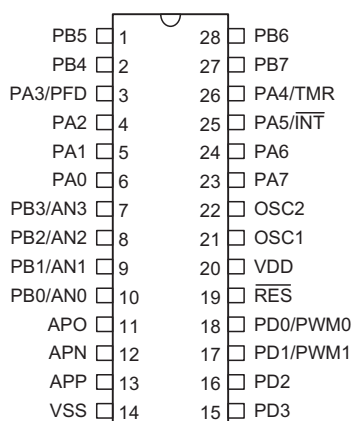 PB5 1 28 PB6
PB4 2 27 PB7
PA3/PFD 3 26 PA4/TMR
PA2 4 25 PA5/INT
PA1 5 24 PA6
PA0 6 23 PA7
PB3/AN3 7 22 OSC2
PB2/AN2 8 21 OSC1
PB1/AN1 9 20 VDD
PB0/AN0 10 19 RES
APO 11 18 PD0/PWM0
APN 12 17 PD1/PWM1
APP 13 16 PD2
VSS 14 15 PD3